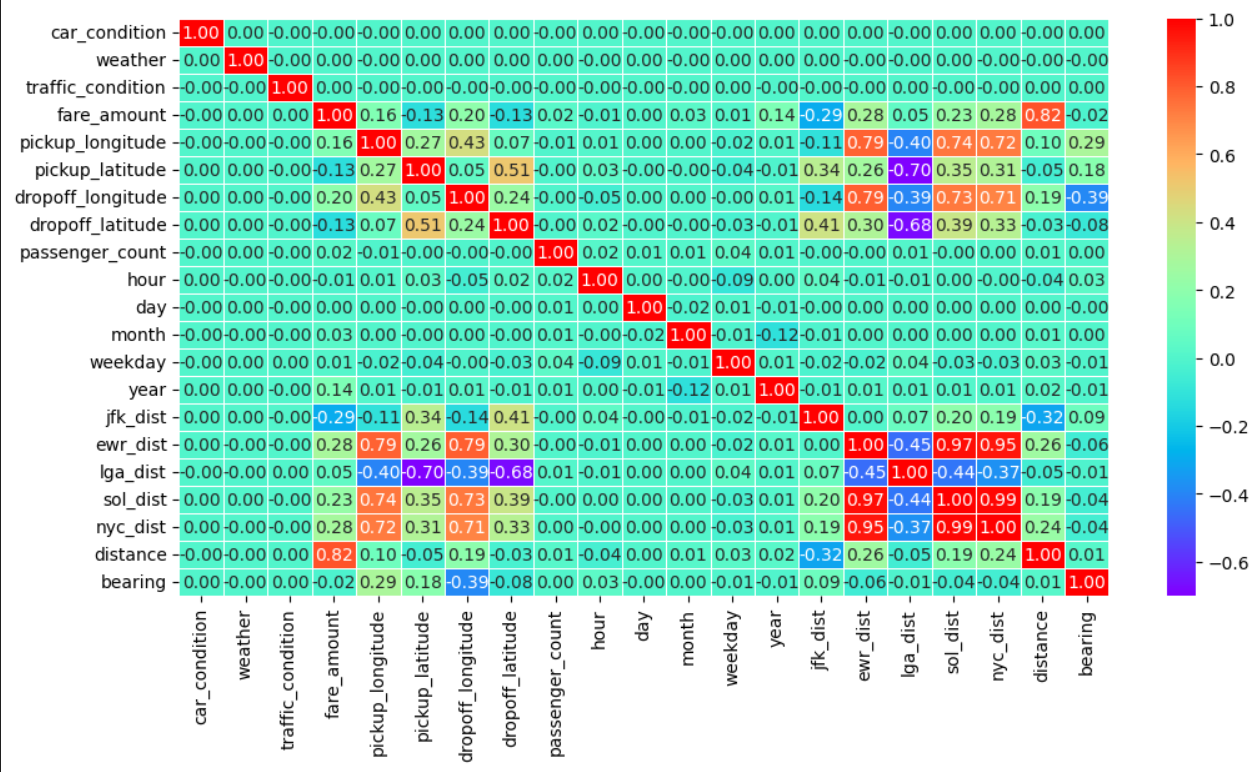 car_condition 1.00 0.00 -0.00 -0.00 -0.00 0.00 0.00 0.00 -0.00 -0.00 -0.00 0.00 -0.00 0.00 0.00 0.00 -0.00 0.00 0.00 -0.00 0.00
weather 0.00 1.00 -0.00 -0.00 -0.00 -0.00 -0.00 -0.00 -0.00 0.00 -0.00 -0.00 -0.00 0.00 0.00 -0.00 0.00 -0.00 -0.00 -0.00 -0.00
traffic_condition -0.00 -0.00 1.00 -0.00 -0.00 -0.00 -0.00 -0.00 -0.00 -0.00 0.00 -0.00 0.00 -0.00 0.00 -0.00 0.00 -0.00 -0.00 0.00 0.00
fare_amount -0.00 -0.00 -0.00 1.00 0.16 -0.13 0.20 -0.13 0.02 -0.01 0.00 0.03 0.01 0.14 -0.29 0.28 0.05 0.23 0.28 0.82 -0.02
pickup_longitude -0.00 -0.00 -0.00 0.16 1.00 0.27 0.43 0.07 -0.01 0.01 -0.00 0.00 -0.02 0.01 -0.11 0.79 -0.40 0.74 0.72 0.10 0.29
pickup_latitude 0.00 -0.00 -0.00 -0.13 0.27 1.00 0.05 0.51 -0.00 0.03 -0.00 -0.00 -0.04 -0.01 0.34 0.26 -0.70 0.35 0.31 -0.05 0.18
dropoff_longitude 0.00 -0.00 -0.00 0.20 0.43 0.05 1.00 0.24 -0.00 -0.05 -0.00 0.00 -0.00 0.01 -0.14 0.79 -0.39 0.73 0.71 0.19 -0.39
dropoff_latitude 0.00 -0.00 -0.00 -0.13 0.07 0.51 0.24 1.00 -0.00 0.02 -0.00 -0.00 -0.03 -0.01 0.41 0.30 -0.68 0.39 0.33 -0.03 -0.08
passenger_count -0.00 -0.00 -0.00 0.02 -0.01 -0.00 -0.00 -0.00 1.00 0.02 0.01 0.01 0.04 0.01 -0.00 -0.00 0.01 -0.00 0.00 0.01 0.00
hour -0.00 0.00 -0.00 -0.01 0.01 0.03 -0.05 0.02 0.02 1.00 0.00 -0.00 -0.09 0.00 0.04 -0.01 -0.01 0.00 -0.00 -0.04 0.03
day -0.00 -0.00 0.00 0.00 -0.00 -0.00 -0.00 -0.00 0.01 0.00 1.00 -0.02 0.01 -0.01 -0.00 -0.00 0.00 -0.00 -0.00 0.00 -0.00
month 0.00 -0.00 -0.00 0.03 0.00 -0.00 0.00 -0.00 0.01 -0.00 -0.02 1.00 -0.01 -0.12 -0.01 0.00 0.00 0.00 0.00 0.01 0.00
weekday -0.00 -0.00 0.00 0.01 -0.02 -0.04 -0.00 -0.03 0.04 -0.09 0.01 -0.01 1.00 0.01 -0.02 -0.02 0.04 -0.03 -0.03 0.03 -0.01
year 0.00 0.00 -0.00 0.14 0.01 -0.01 0.01 -0.01 0.01 0.00 -0.01 -0.12 0.01 1.00 -0.01 0.01 0.01 0.01 0.01 0.02 -0.01
jfk_dist 0.00 0.00 0.00 -0.29 -0.11 0.34 -0.14 0.41 -0.00 0.04 -0.00 -0.01 -0.02 -0.01 1.00 0.00 0.07 0.20 0.19 -0.32 0.09
ewr_dist 0.00 -0.00 -0.00 0.28 0.79 0.26 0.79 0.30 -0.00 -0.01 -0.00 0.00 -0.02 0.01 0.00 1.00 -0.45 0.97 0.95 0.26 -0.06
lga_dist -0.00 0.00 0.00 0.05 -0.40 -0.70 -0.39 -0.68 0.01 -0.01 0.00 0.00 0.04 0.01 0.07 -0.45 1.00 -0.44 -0.37 -0.05 -0.01
sol_dist 0.00 -0.00 -0.00 0.23 0.74 0.35 0.73 0.39 -0.00 0.00 -0.00 0.00 -0.03 0.01 0.20 0.97 -0.44 1.00 0.99 0.19 -0.04
nyc_dist 0.00 -0.00 -0.00 0.28 0.72 0.31 0.71 0.33 0.00 -0.00 -0.00 0.00 -0.03 0.01 0.19 0.95 -0.37 0.99 1.00 0.24 -0.04
distance -0.00 -0.00 0.00 0.82 0.10 -0.05 0.19 -0.03 0.01 -0.04 0.00 0.01 0.03 0.02 -0.32 0.26 -0.05 0.19 0.24 1.00 0.01
bearing 0.00 -0.00 0.00 -0.02 0.29 0.18 -0.39 -0.08 0.00 0.03 -0.00 0.00 -0.01 -0.01 0.09 -0.06 -0.01 -0.04 -0.04 0.01 1.00
car_condition
weather
traffic_condition
fare_amount
pickup_longitude
pickup_latitude
dropoff_longitude
dropoff_latitude
passenger_count
hour
day
month
weekday
year
jfk_dist
ewr_dist
lga_dist
sol_dist
nyc_dist
distance
bearing
1.0
0.8
0.6
0.4
0.2
0.0
−0.2
−0.4
−0.6